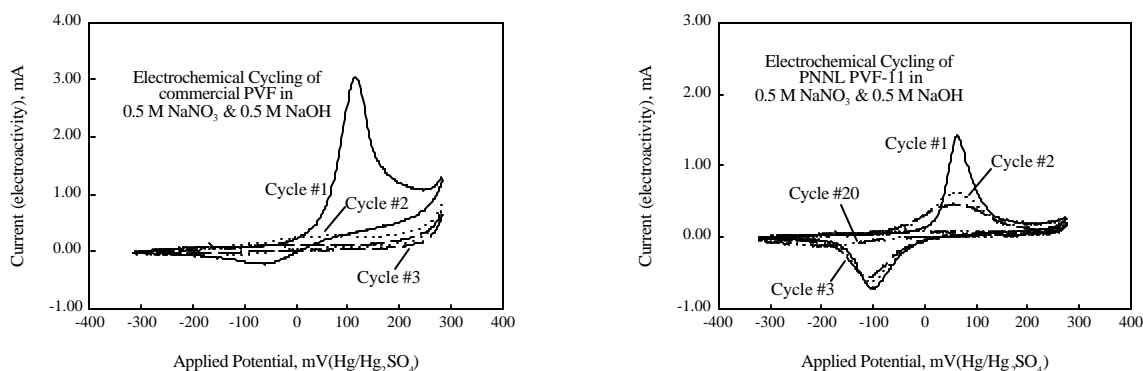 4.00
3.00
2.00
1.00
0.00
-1.00
Current (electroactivity), mA
Electrochemical Cycling of
commercial PVF in
0.5 M NaNO₃ & 0.5 M NaOH
Cycle #1
Cycle #2
Cycle #3
-400 -300 -200 -100 0 100 200 300 400
Applied Potential, mV(Hg/Hg₂SO₄)
3.00
2.00
1.00
0.00
-1.00
Current (electroactivity), mA
Electrochemical Cycling of
PNNL PVF-11 in
0.5 M NaNO₃ & 0.5 M NaOH
Cycle #1
Cycle #2
Cycle #20
Cycle #3
-400 -300 -200 -100 0 100 200 300 400
Applied Potential, mV(Hg/Hg₂SO₄)